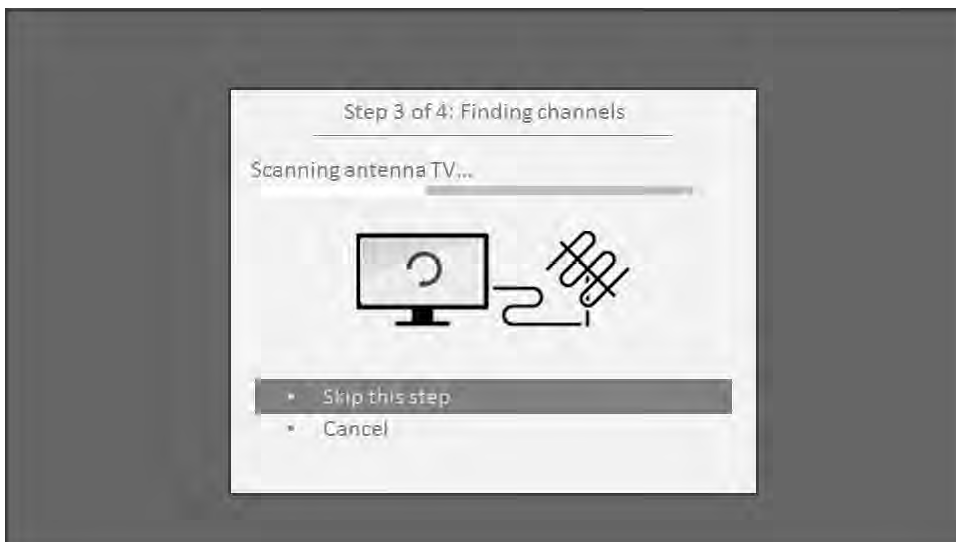 Step 3 of 4: Finding channels
Scanning antenna TV...
• Skip this step
• Cancel